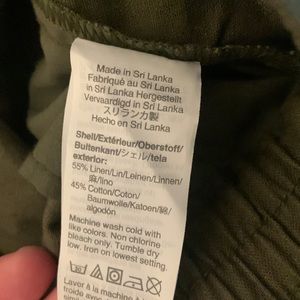 Made in Sri Lanka
Fabriqué au Sri Lanka
in Sri Lanka Hergestellt
Vervaardigd in Sri Lanka
スリランカ製
Hecho en Sri Lanka
Shell/Extérieur/Oberstoff/
Buitenkant/シェル/tela
exterior:
55% Linen/Lin/Leinen/Linnen/
麻/lino
45% Cotton/Coton/
Baumwolle/Katoen/綿/
algodón
Machine wash cold with
like colors. Non chlorine
bleach only. Tumble dry
low. Iron on lowest setting.
Lavage à la machine à